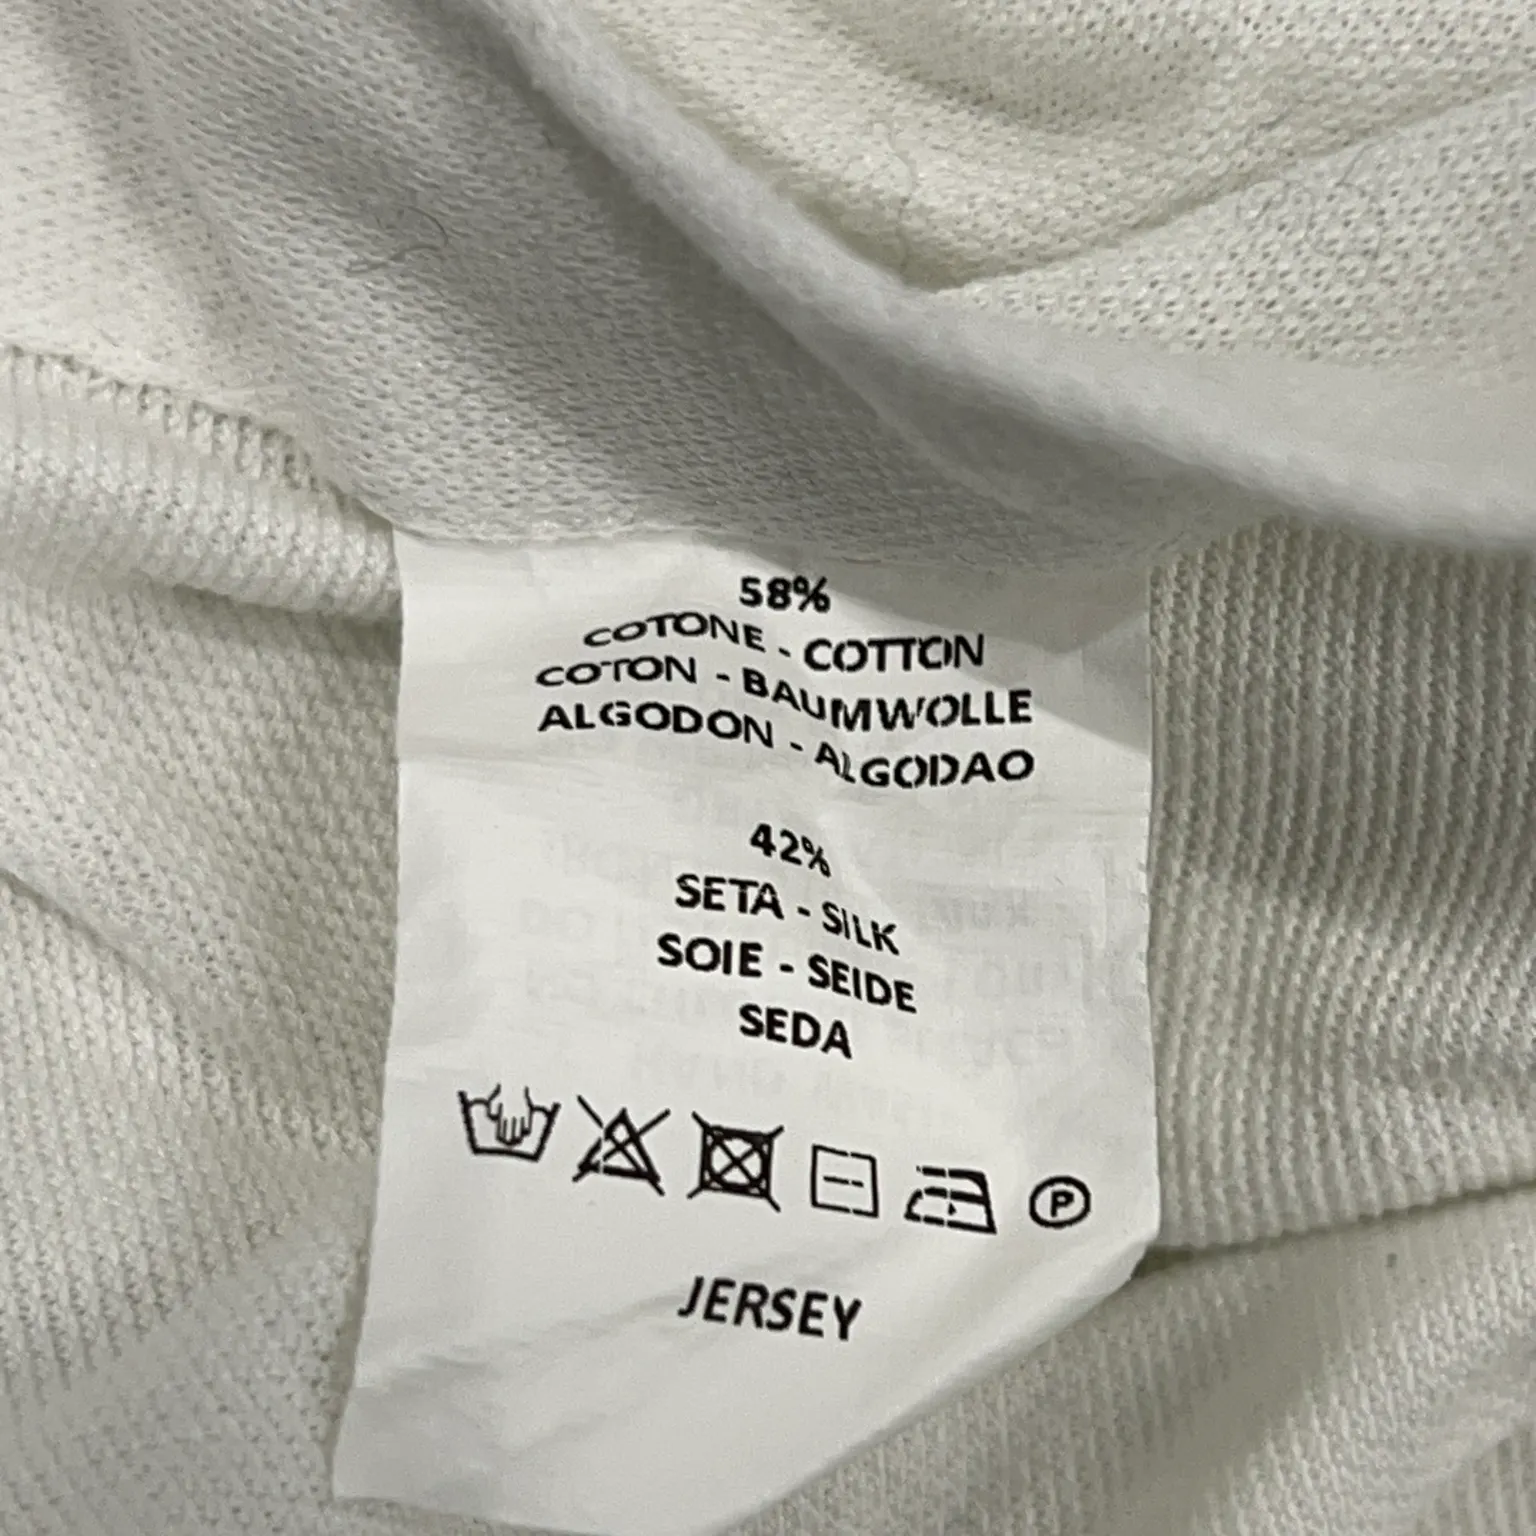 58%
COTONE - COTTON
COTON - BAUMWOLLE
ALGODON - ALGODAO
42%
SETA - SILK
SOIE - SEIDE
SEDA
P
JERSEY